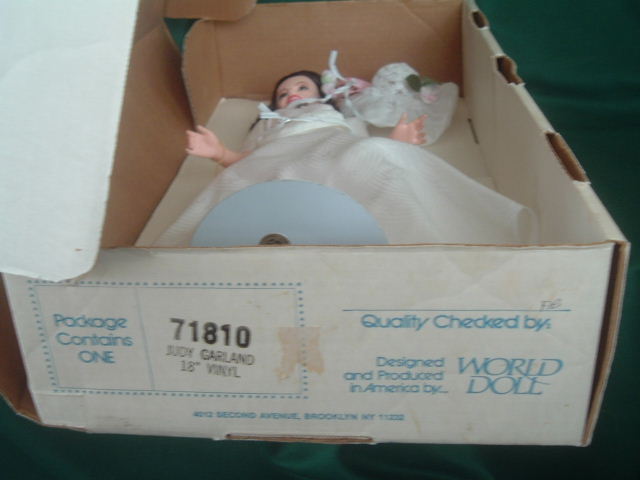 Package
Contains
ONE
71810
JUDY GARLAND
18" VINYL
Quality Checked by:
Designed
and Produced
in America by...
WORLD
DOLL
4012 SECOND AVENUE, BROOKLYN NY 11232